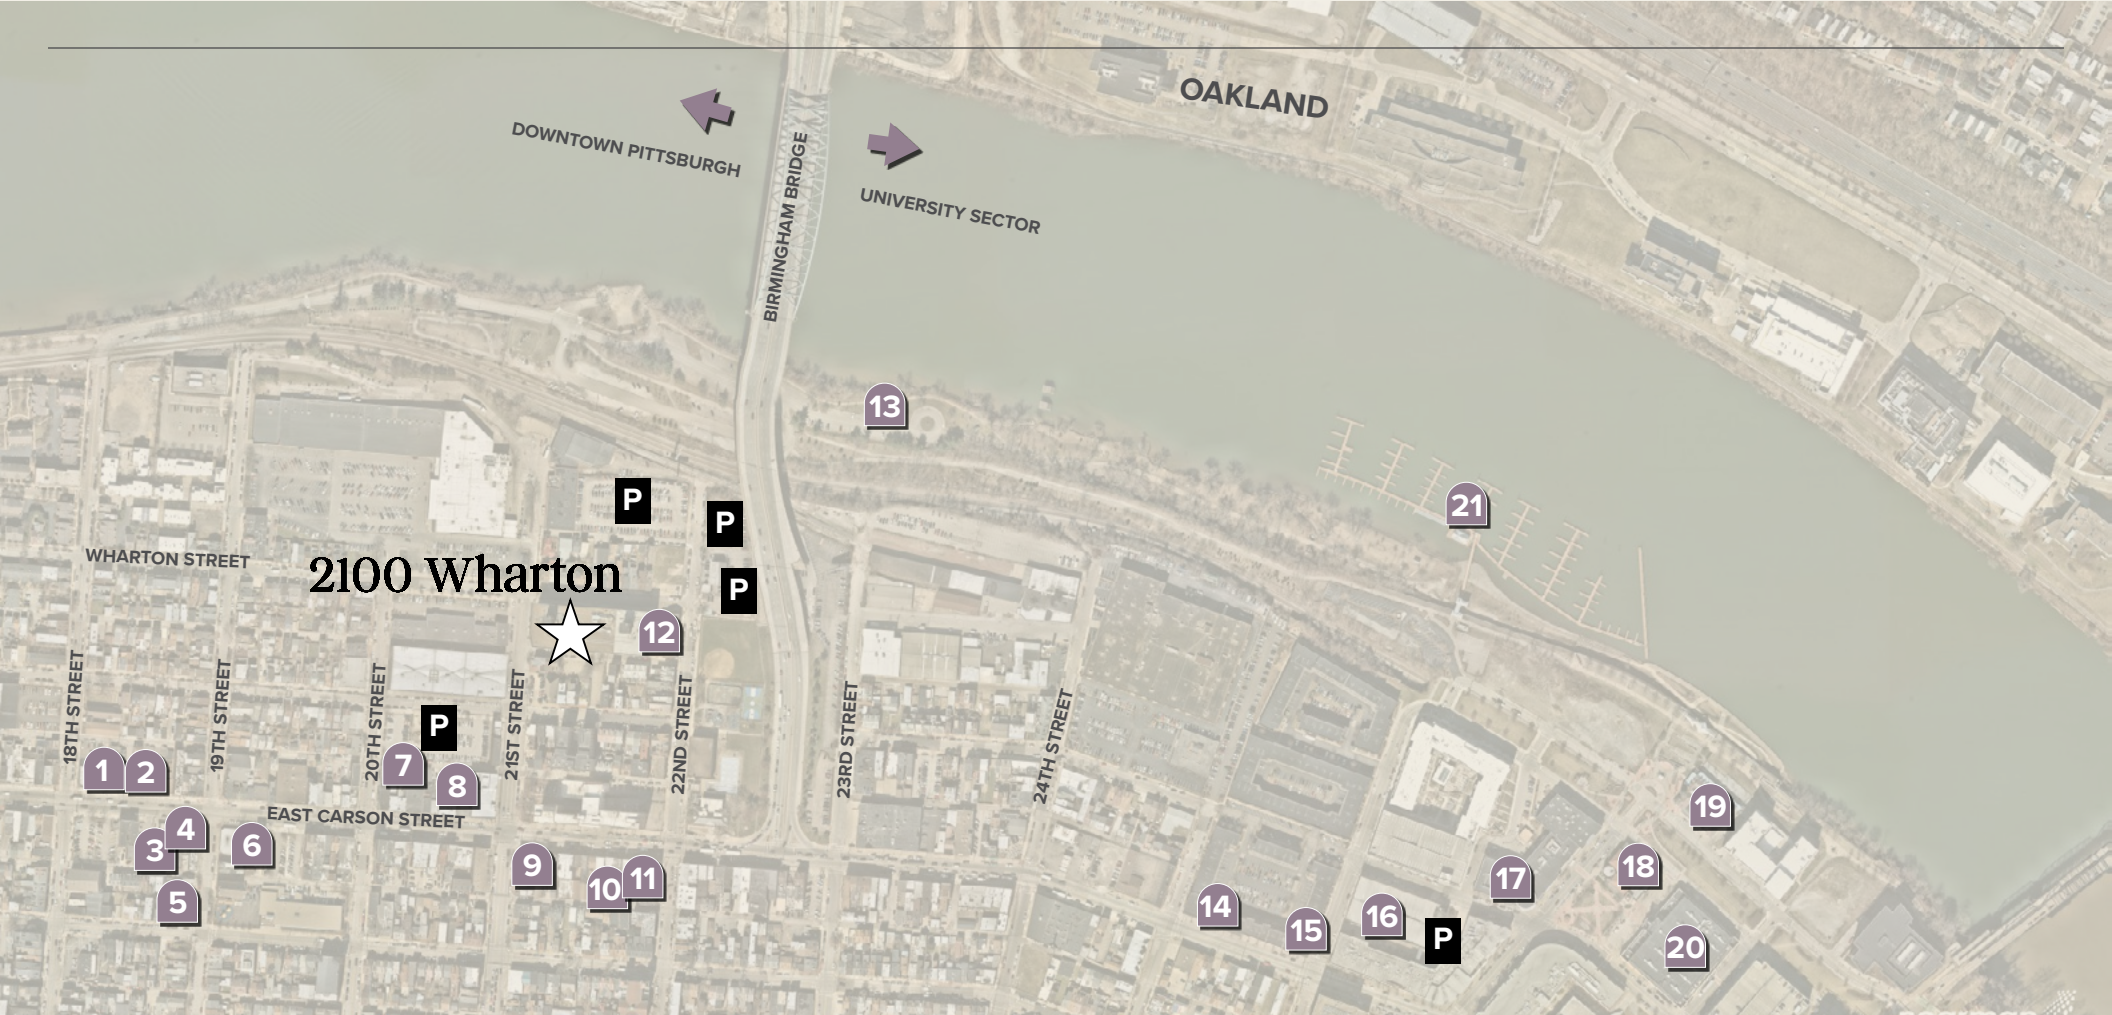 OAKLAND
DOWNTOWN PITTSBURGH
BIRMINGHAM BRIDGE
UNIVERSITY SECTOR
13
21
P
P
P
WHARTON STREET
2100 Wharton
12
18TH STREET
19TH STREET
20TH STREET
21ST STREET
22ND STREET
23RD STREET
24TH STREET
P
1
2
7
8
EAST CARSON STREET
3
4
5
6
9
10
11
14
15
16
P
17
18
19
20